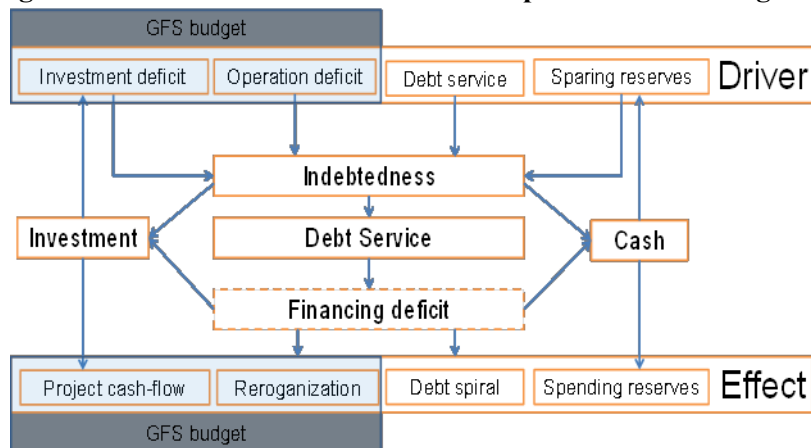 GFS budget
Investment deficit
Operation deficit
Debt service
Sparing reserves
Driver
Indebtedness
Investment
Debt Service
Cash
Financing deficit
Project cash-flow
Reroganization
Debt spiral
Spending reserves
Effect
GFS budget